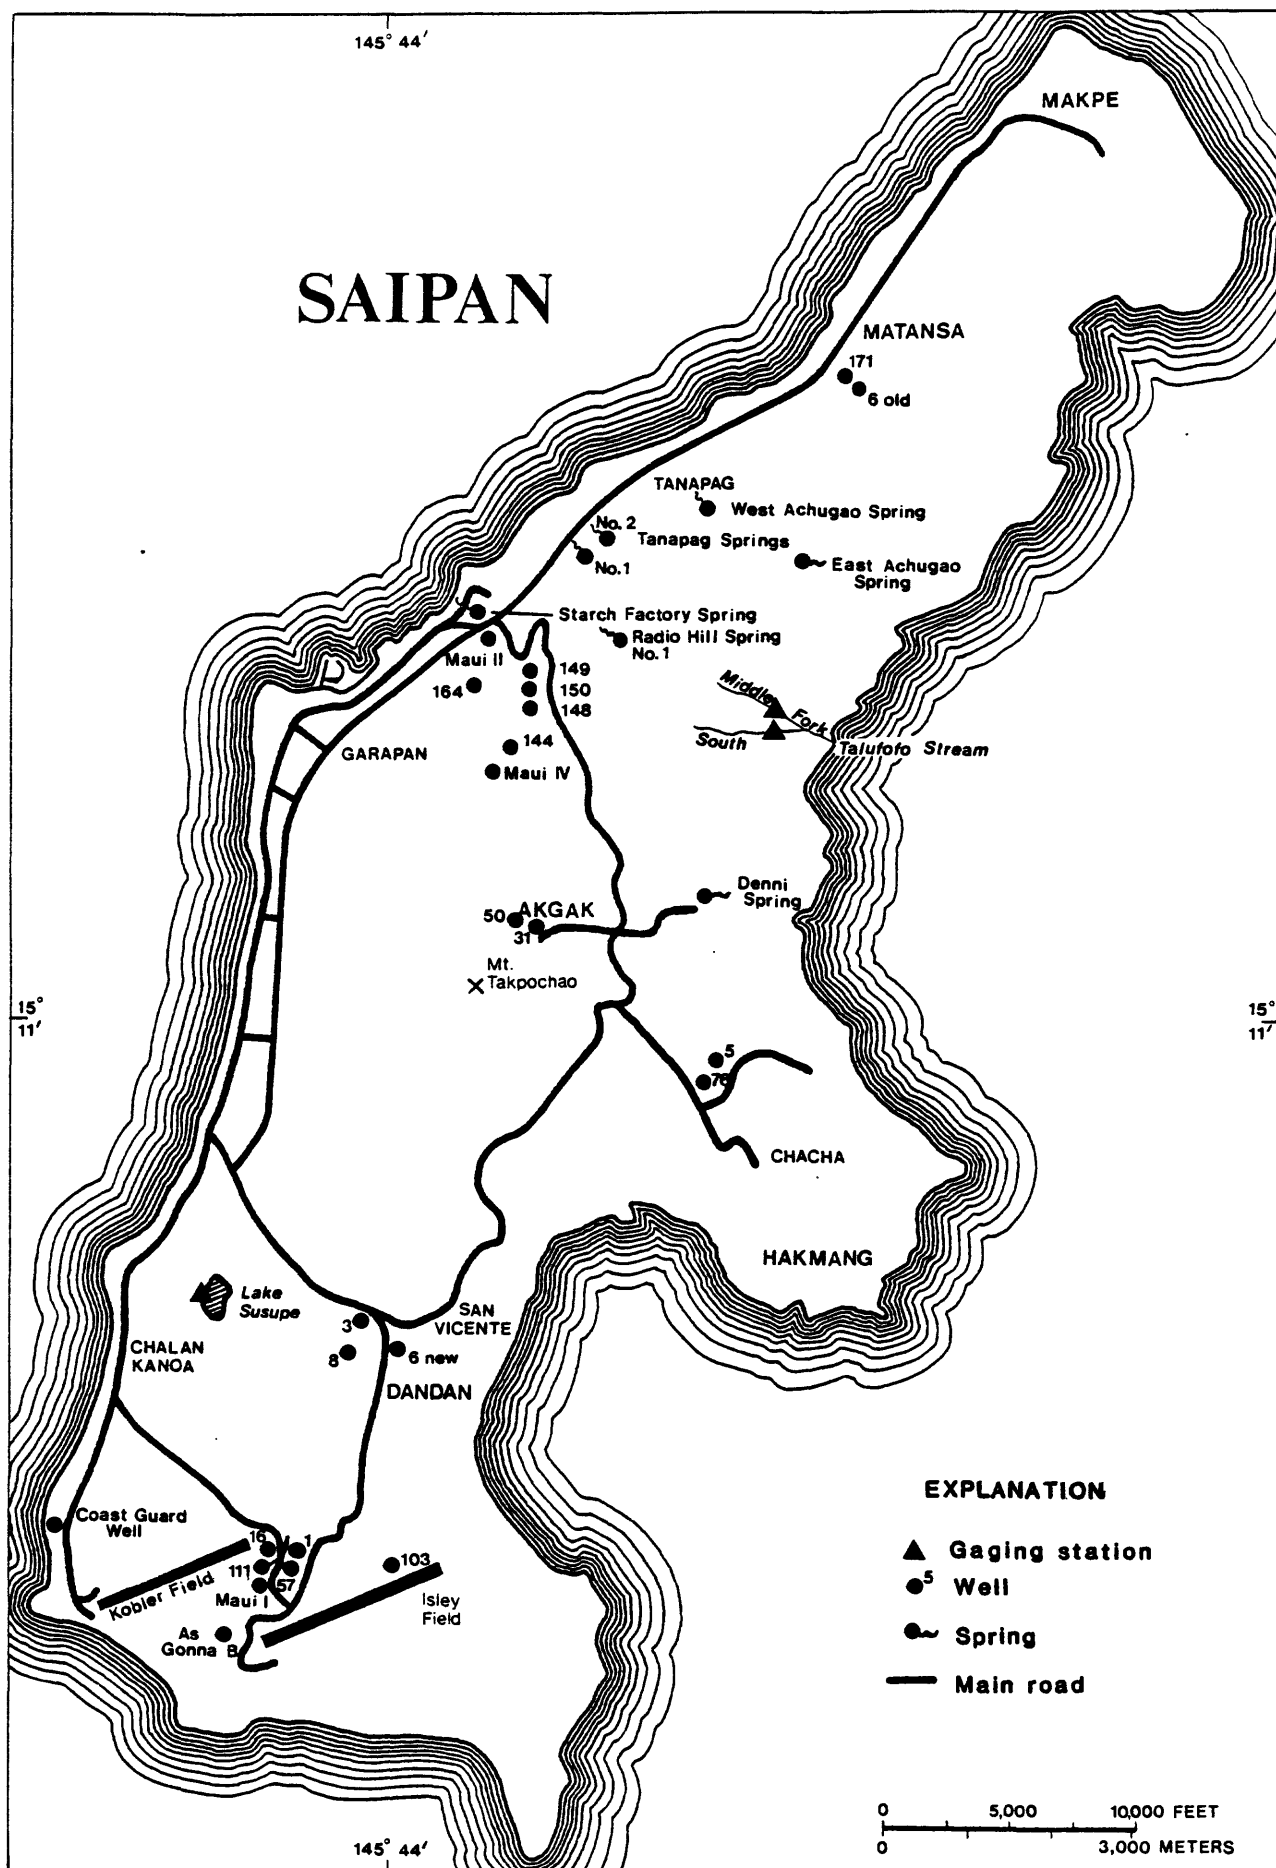 145° 44′
MAKPE
SAIPAN
MATANSA
171
6 old
TANAPAG
West Achugao Spring
No. 2
Tanapag Springs
No. 1
East Achugao
Spring
Starch Factory Spring
Radio Hill Spring
No. 1
Maui II
149
164
150
148
Middle Fork
South
Talufofo Stream
144
GARAPAN
Maui IV
Denni
Spring
50
AKGAK
31
Mt.
Takpochao
15°
11′
15°
11′
5
78
CHACHA
HAKMANG
Lake
Susupe
SAN
VICENTE
3
CHALAN
KANOA
8
6 new
DANDAN
EXPLANATION
Coast Guard
Well
16
1
111
57
103
Gaging station
5
Well
Kobler Field
Maui I
Isley
Field
As
Gonna B
Spring
Main road
0 5,000 10,000 FEET
0 3,000 METERS
145° 44′